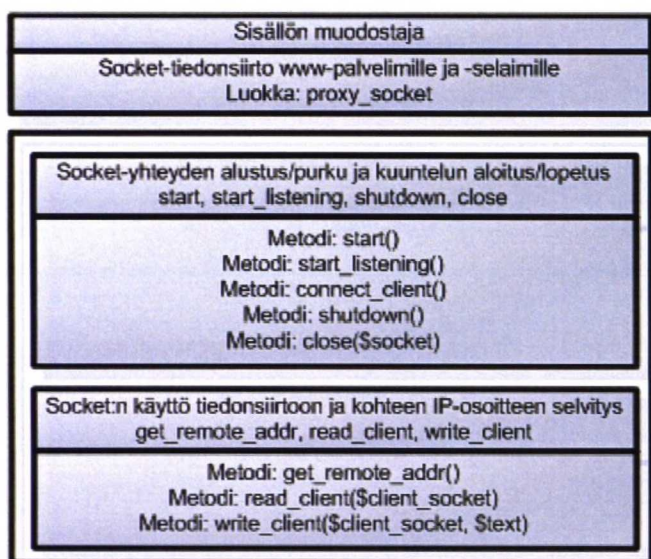 Sisällön muodostaja
Socket-tiedonsiirto www-palvelimille ja -selaimille
Luokka: proxy_socket
Socket-yhteyden alustus/purku ja kuuntelun aloitus/lopetus
start, start_listening, shutdown, close
Metodi: start()
Metodi: start_listening()
Metodi: connect_client()
Metodi: shutdown()
Metodi: close($socket)
Socket:n käyttö tiedonsiirtoon ja kohteen IP-osoitteen selvitys
get_remote_addr, read_client, write_client
Metodi: get_remote_addr()
Metodi: read_client($client_socket)
Metodi: write_client($client_socket, $text)